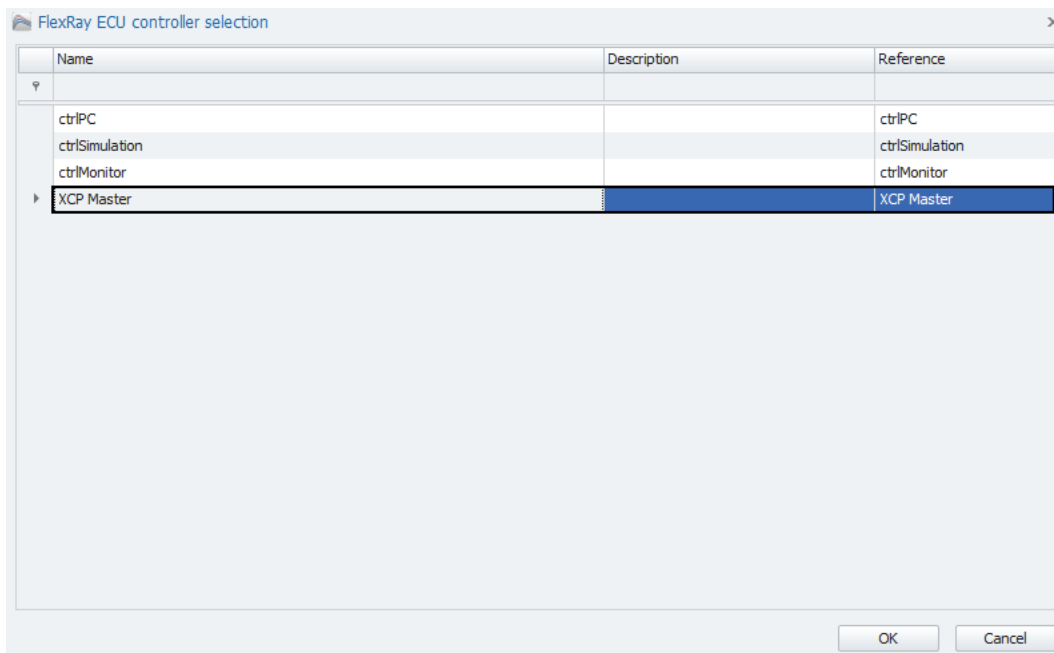 FlexRay ECU controller selection
Name Description Reference
ctrlPC ctrlPC
ctrlSimulation ctrlSimulation
ctrlMonitor ctrlMonitor
XCP Master XCP Master
OK Cancel